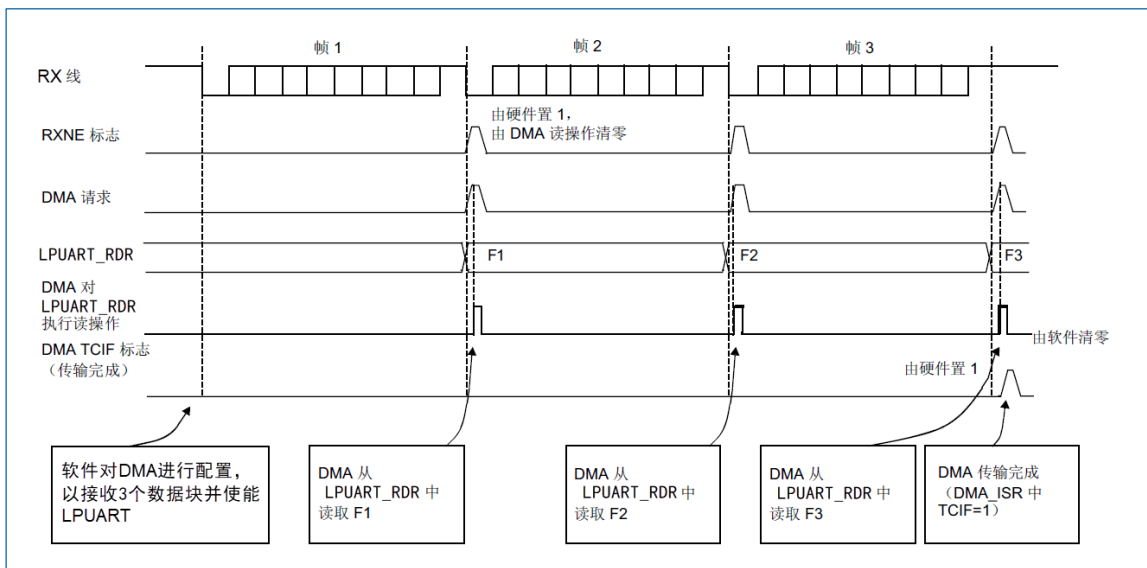 帧 1
帧 2
帧 3
RX 线
由硬件置 1，
由 DMA 读操作清零
RXNE 标志
DMA 请求
LPUART_RDR
F1
F2
F3
DMA 对
LPUART_RDR
执行读操作
由软件清零
DMA TCIF 标志
（传输完成）
由硬件置 1
软件对DMA进行配置，
以接收3个数据块并使能
LPUART
DMA 从
LPUART_RDR 中
读取 F1
DMA 从
LPUART_RDR 中
读取 F2
DMA 从
LPUART_RDR 中
读取 F3
DMA 传输完成
（DMA_ISR 中
TCIF=1）